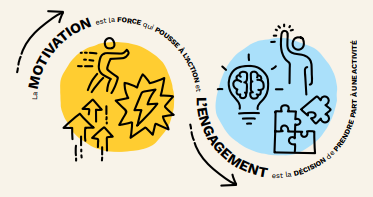 La MOTIVATION est la FORCE qui POUSSE À L'ACTION et
L'ENGAGEMENT est la DÉCISION de PRENDRE PART À UNE ACTIVITÉ